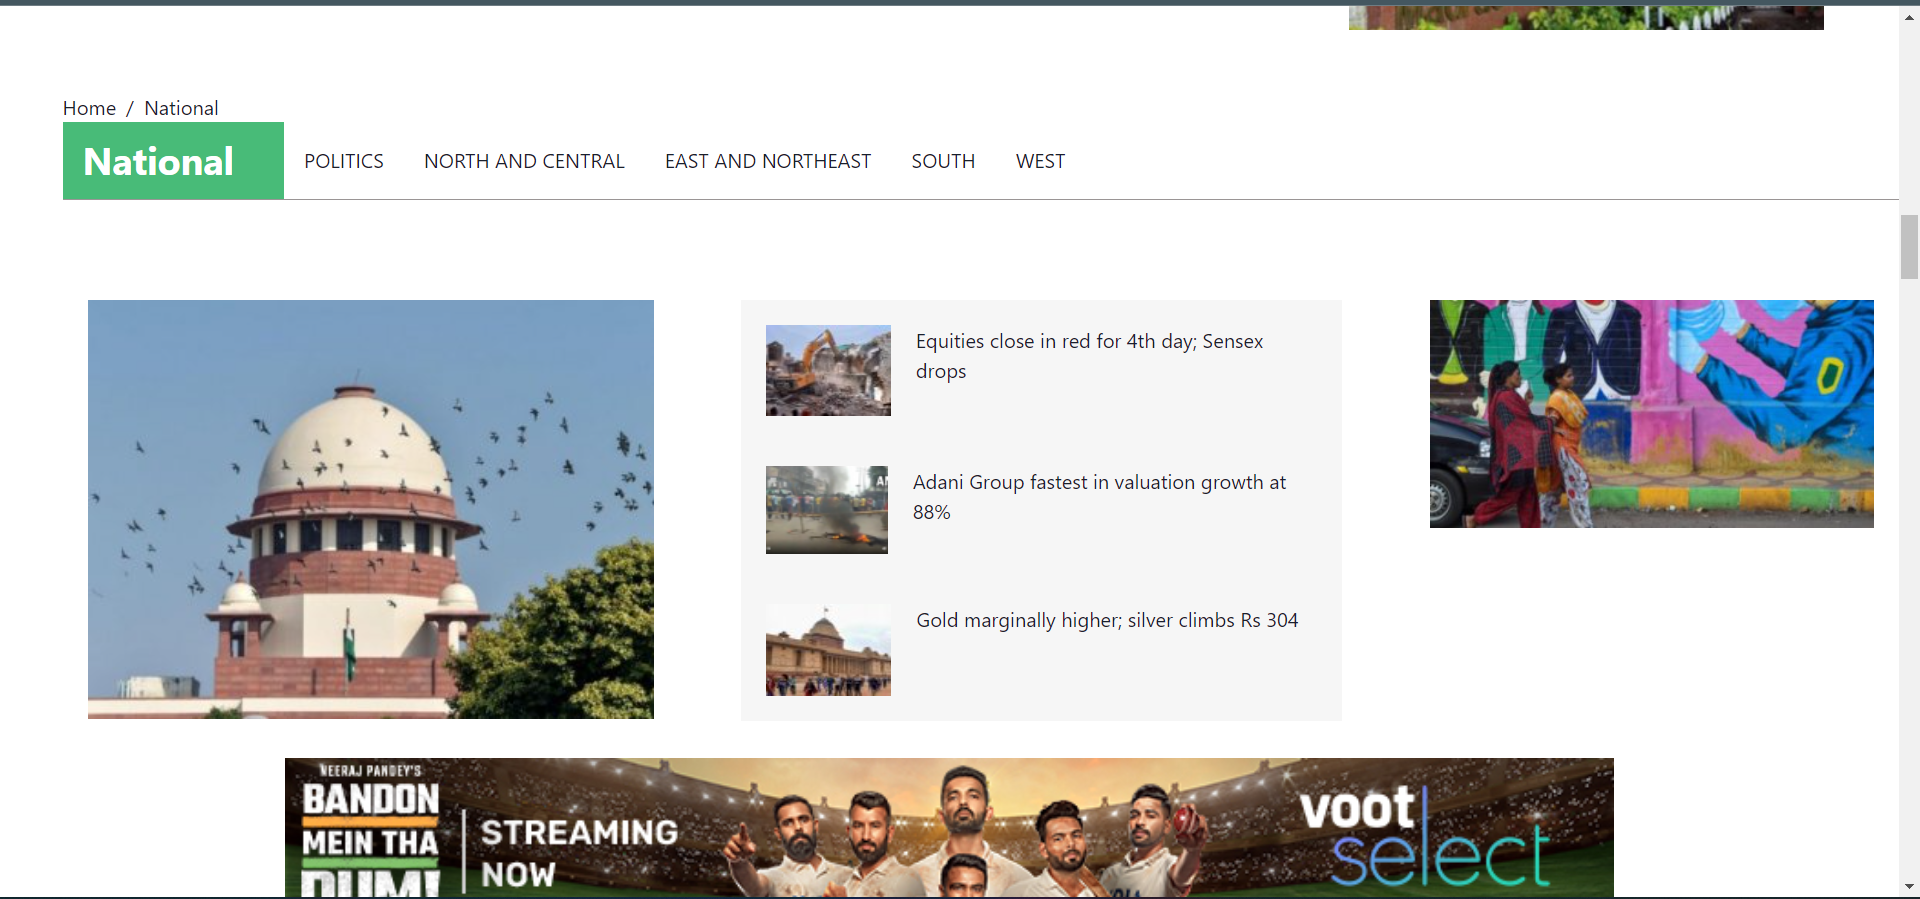 Home / National
National
POLITICS
NORTH AND CENTRAL
EAST AND NORTHEAST
SOUTH
WEST
Equities close in red for 4th day; Sensex
drops
Adani Group fastest in valuation growth at
88%
Gold marginally higher; silver climbs Rs 304
NEERAJ PANDEY'S
BANDON
MEIN THA
DUM!
STREAMING
NOW
voot
select